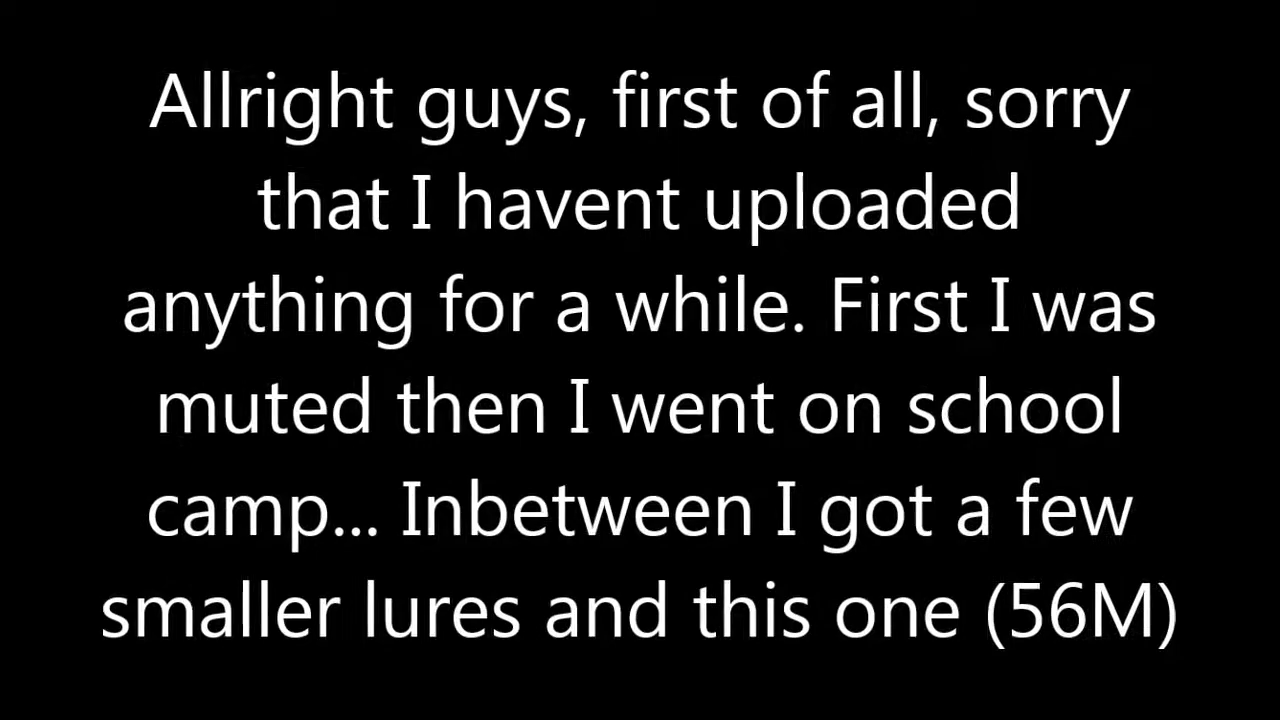 Allright guys, first of all, sorry
that I havent uploaded
anything for a while. First I was
muted then I went on school
camp... Inbetween I got a few
smaller lures and this one (56M)